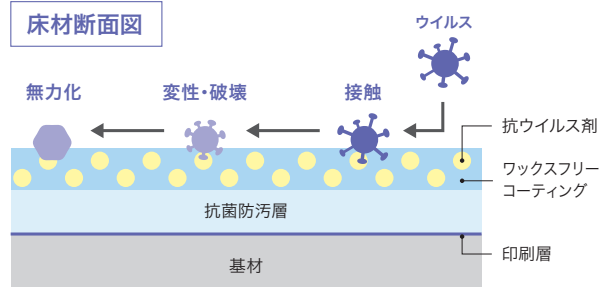 床材断面図
ウイルス
無力化
変性・破壊
接触
抗ウイルス剤
ワックスフリー
コーティング
抗菌防汚層
印刷層
基材